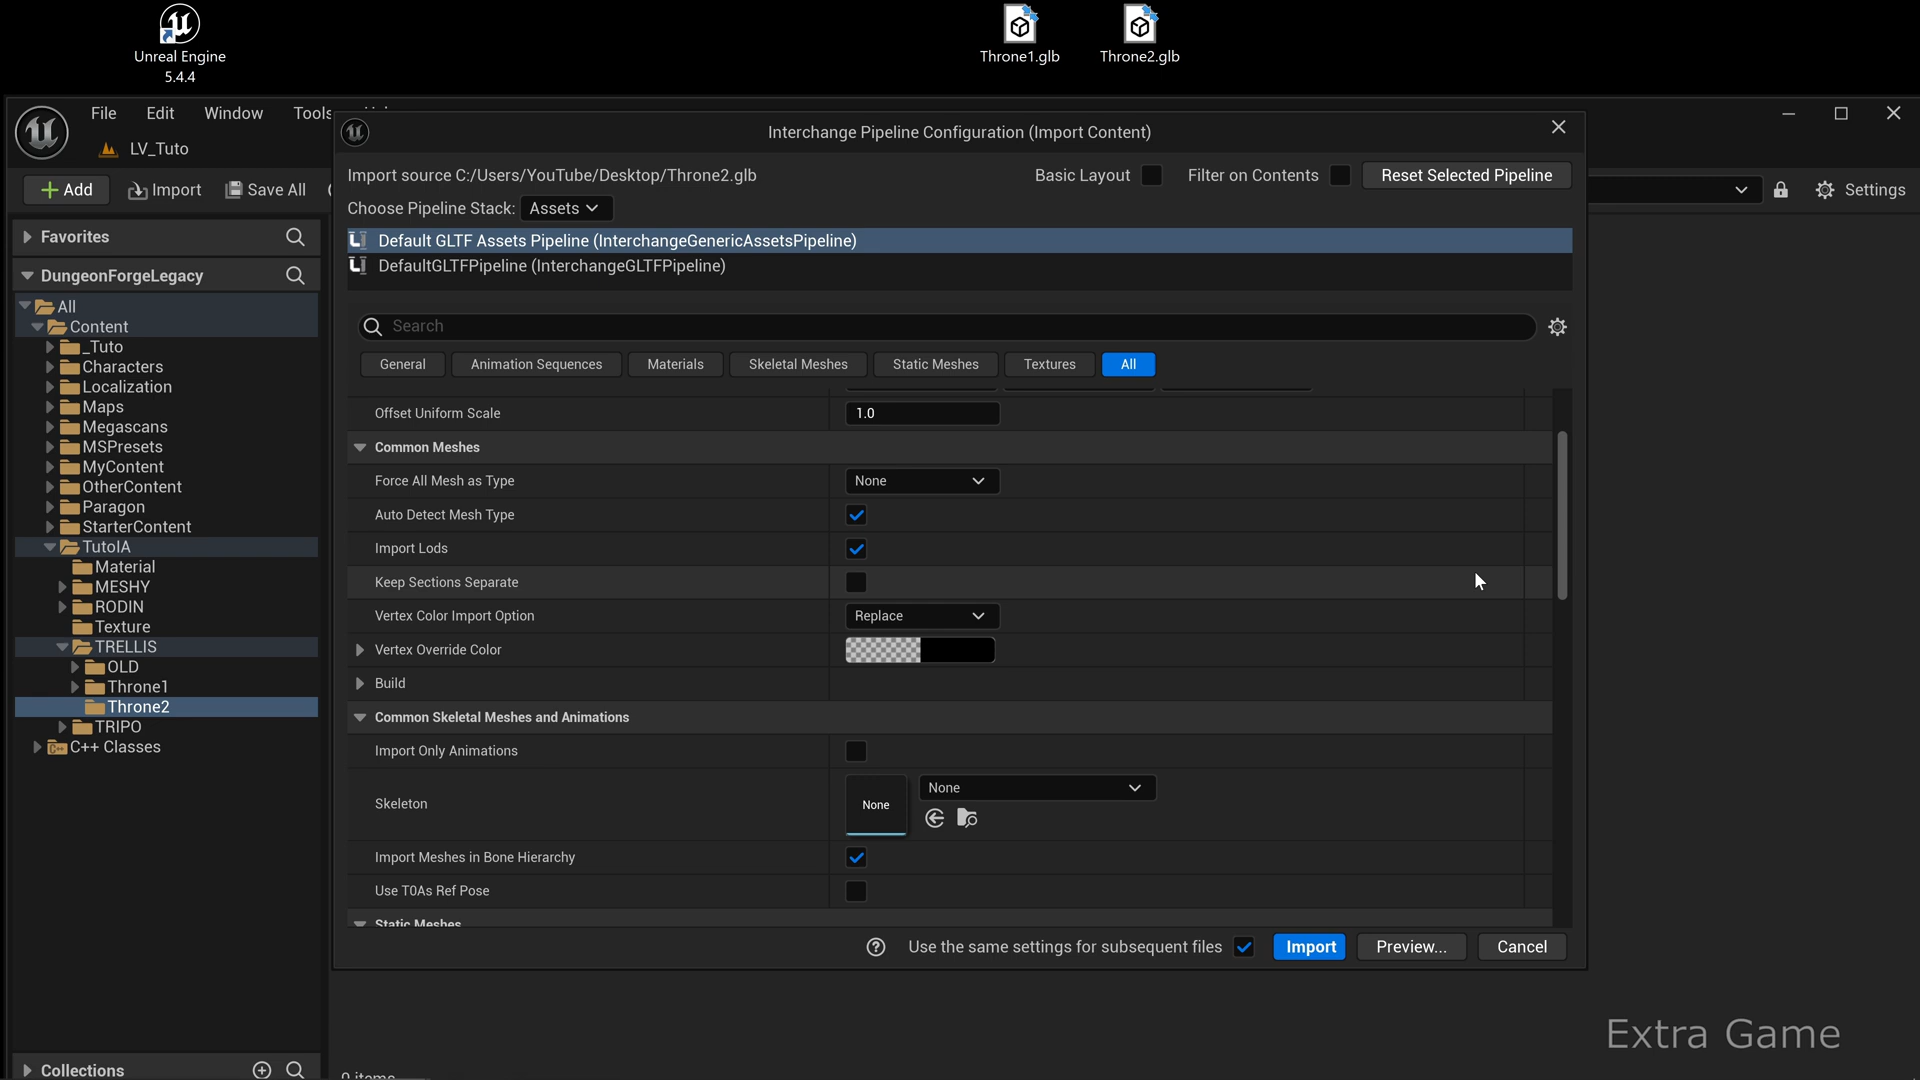 Unreal Engine
5.4.4
Throne1.glb
Throne2.glb
File Edit Window Tools
LV_Tuto
Add Import Save All
Settings
Interchange Pipeline Configuration (Import Content)
Import source C:/Users/YouTube/Desktop/Throne2.glb
Basic Layout
Filter on Contents
Reset Selected Pipeline
Choose Pipeline Stack: Assets
Default GLTF Assets Pipeline (InterchangeGenericAssetsPipeline)
DefaultGLTFPipeline (InterchangeGLTFPipeline)
Search
General Animation Sequences Materials Skeletal Meshes Static Meshes Textures All
Offset Uniform Scale 1.0
Common Meshes
Force All Mesh as Type None
Auto Detect Mesh Type
Import Lods
Keep Sections Separate
Vertex Color Import Option Replace
Vertex Override Color
Build
Common Skeletal Meshes and Animations
Import Only Animations
Skeleton None None
Import Meshes in Bone Hierarchy
Use T0As Ref Pose
Static Meshes
Use the same settings for subsequent files
Import Preview... Cancel
Favorites
DungeonForgeLegacy
All
Content
_Tuto
Characters
Localization
Maps
Megascans
MSPresets
MyContent
OtherContent
Paragon
StarterContent
TutoIA
Material
MESHY
RODIN
Texture
TRELLIS
OLD
Throne1
Throne2
TRIPO
C++ Classes
Collections
0 items
Extra Game